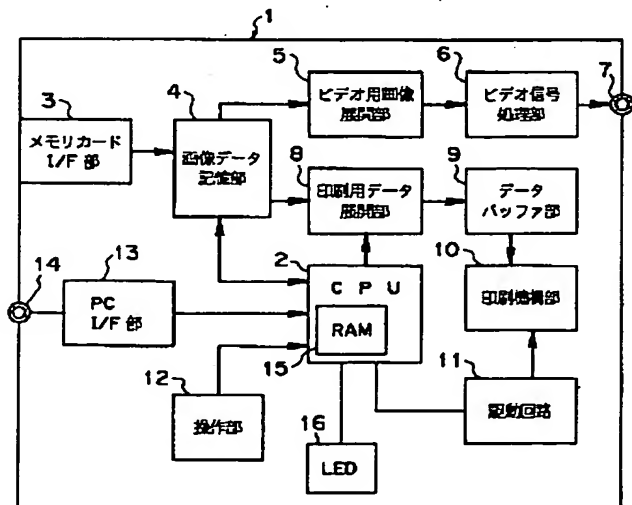 1
5
6
7
3
4
ビデオ用画像
展開部
ビデオ信号
処理部
メモリカード
I/F 部
画像データ
記憶部
8
9
印刷用データ
展開部
データ
バッファ部
14
13
2
10
PC
I/F 部
C P U
RAM
印刷機構部
15
12
11
操作部
16
駆動回路
LED